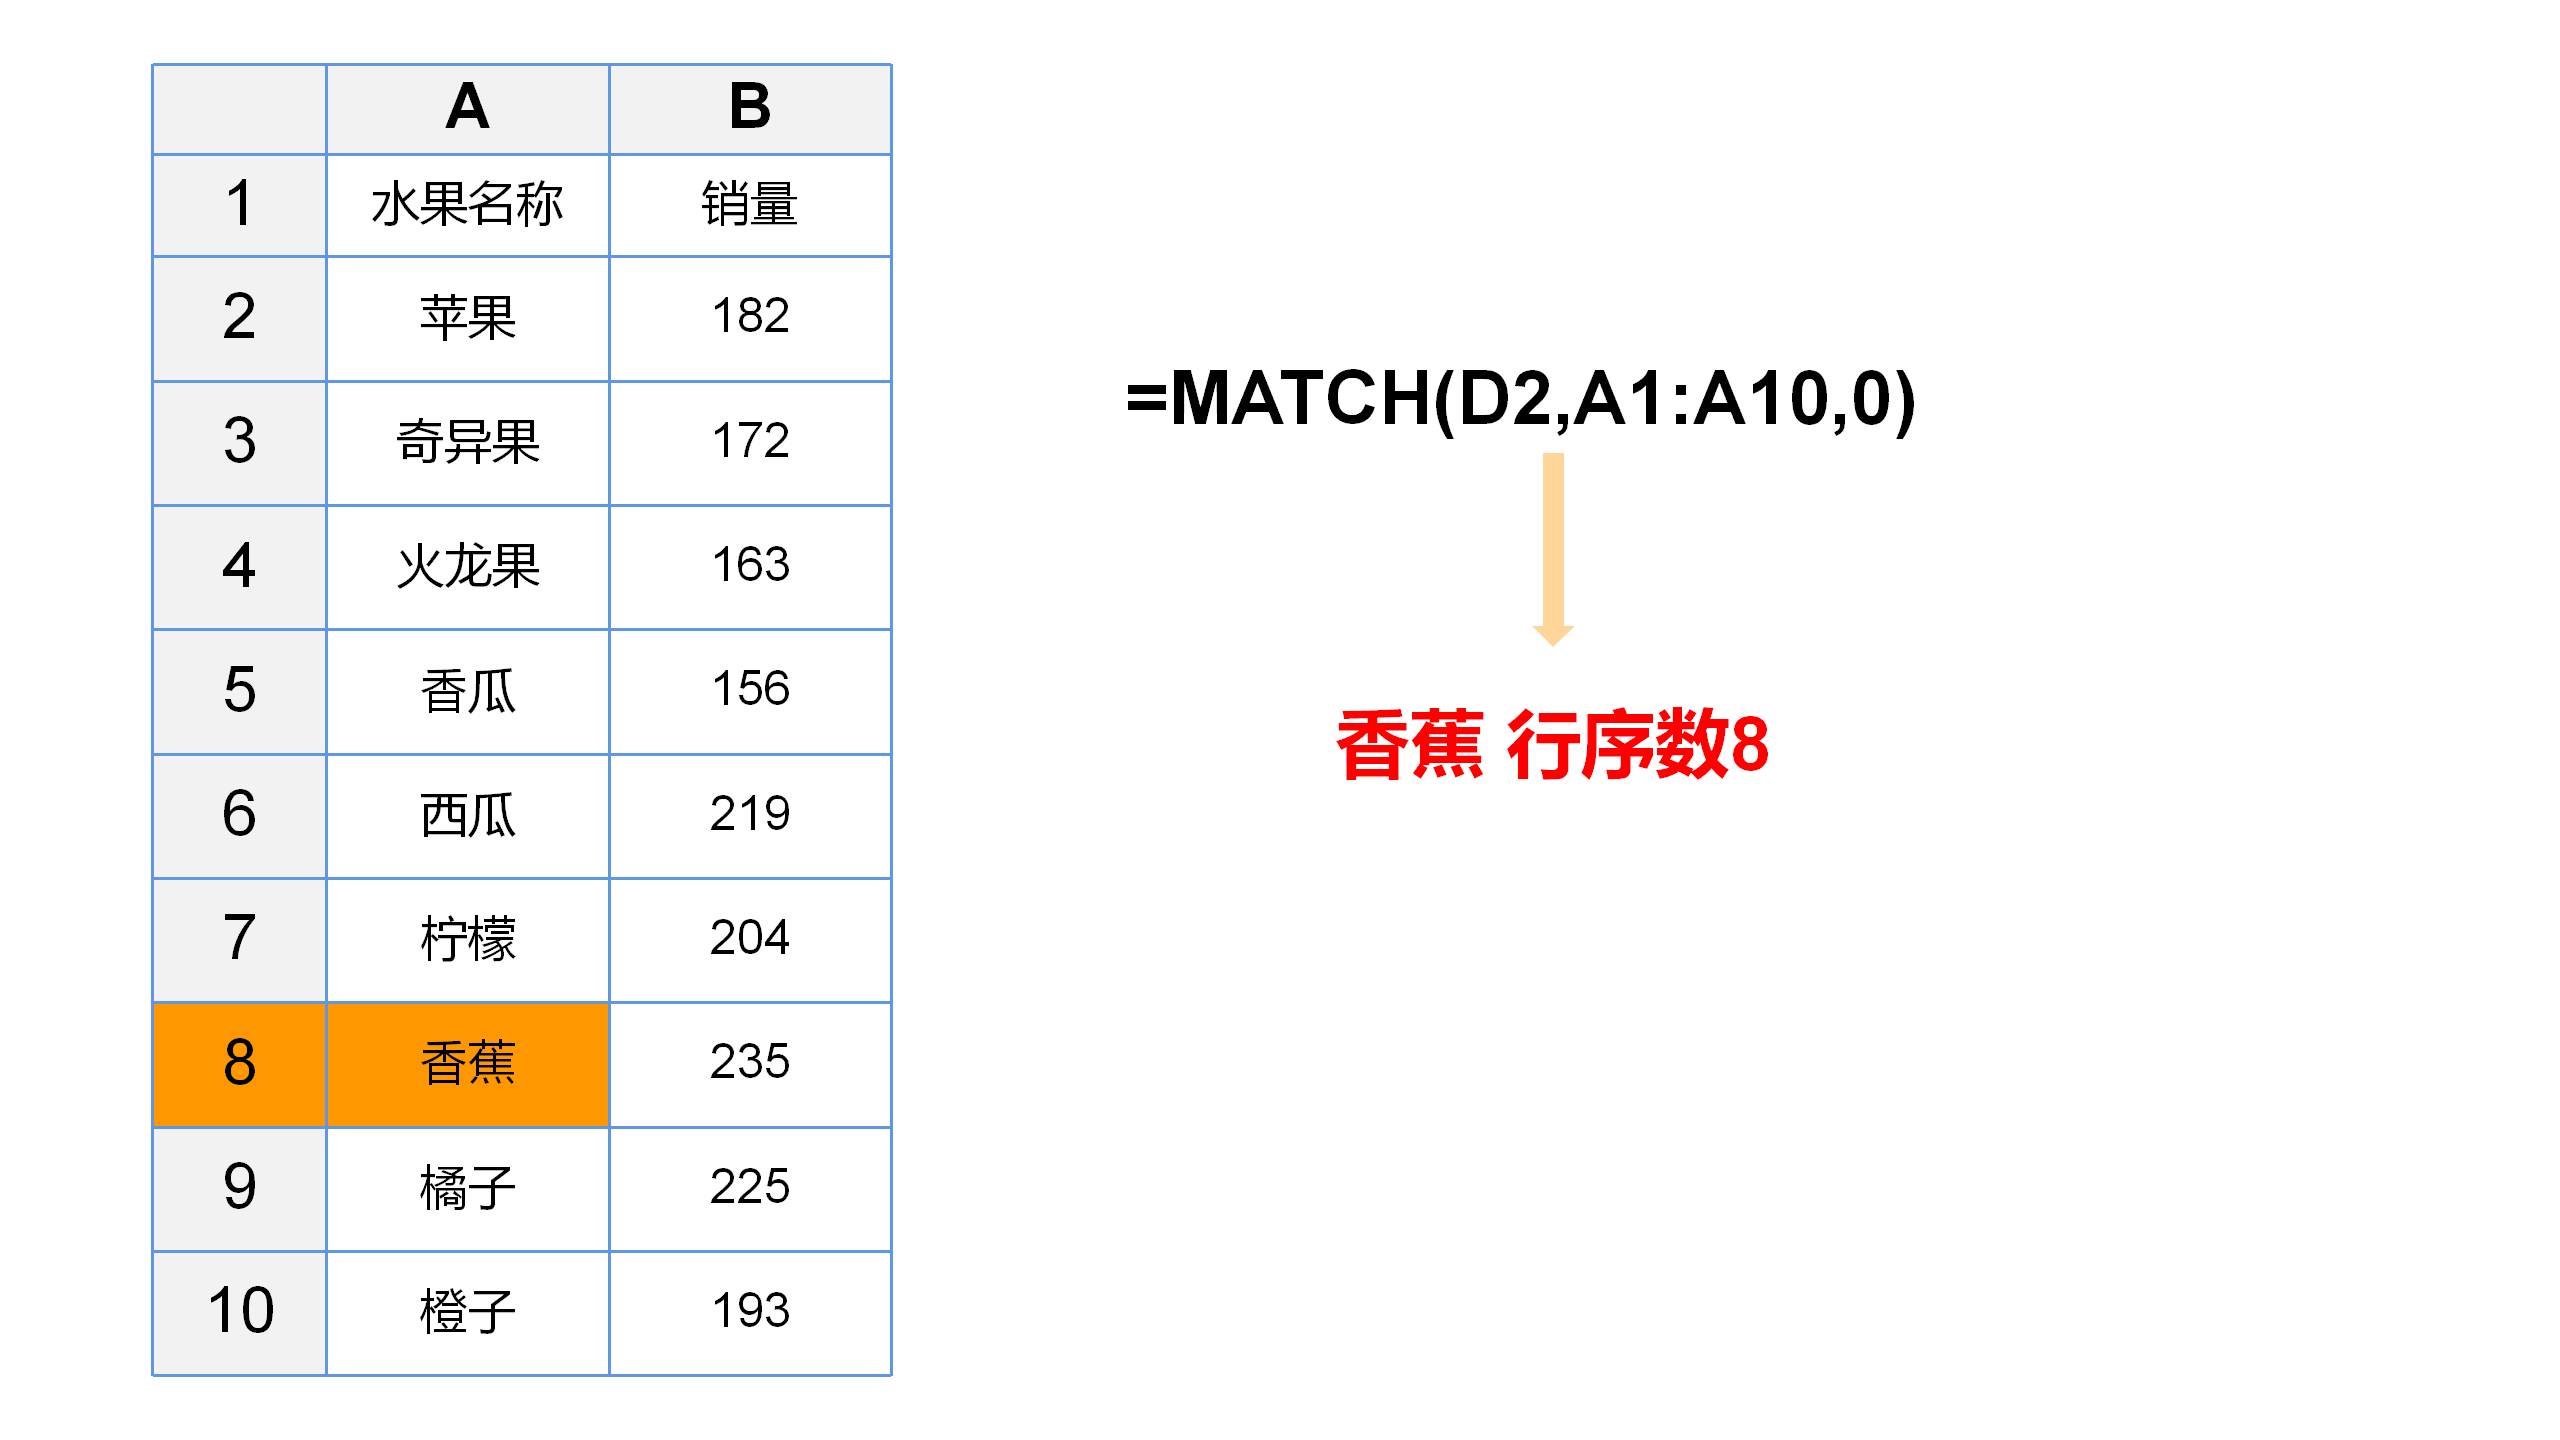 A B
1 水果名称 销量
2 苹果 182
3 奇异果 172
4 火龙果 163
5 香瓜 156
6 西瓜 219
7 柠檬 204
8 香蕉 235
9 橘子 225
10 橙子 193
=MATCH(D2,A1:A10,0)
香蕉 行序数8